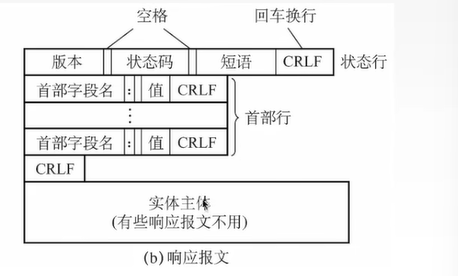 空格 回车换行
版本 状态码 短语 CRLF 状态行
首部字段名 : 值 CRLF
⋮ 首部行
首部字段名 : 值 CRLF
CRLF
实体主体
(有些响应报文不用)
(b) 响应报文